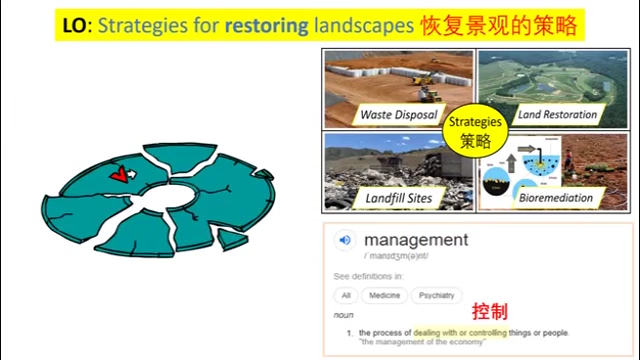 LO: Strategies for restoring landscapes 恢复景观的策略
Waste Disposal
Land Restoration
Strategies
策略
Landfill Sites
Bioremediation
management
/ˈmanɪdʒm(ə)nt/
See definitions in:
All Medicine Psychiatry
控制
noun
1. the process of dealing with or controlling things or people.
"the management of the economy"